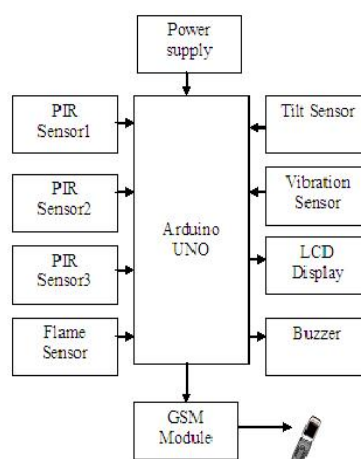 Power
supply
PIR
Sensor1
PIR
Sensor2
PIR
Sensor3
Flame
Sensor
Arduino
UNO
Tilt Sensor
Vibration
Sensor
LCD
Display
Buzzer
GSM
Module